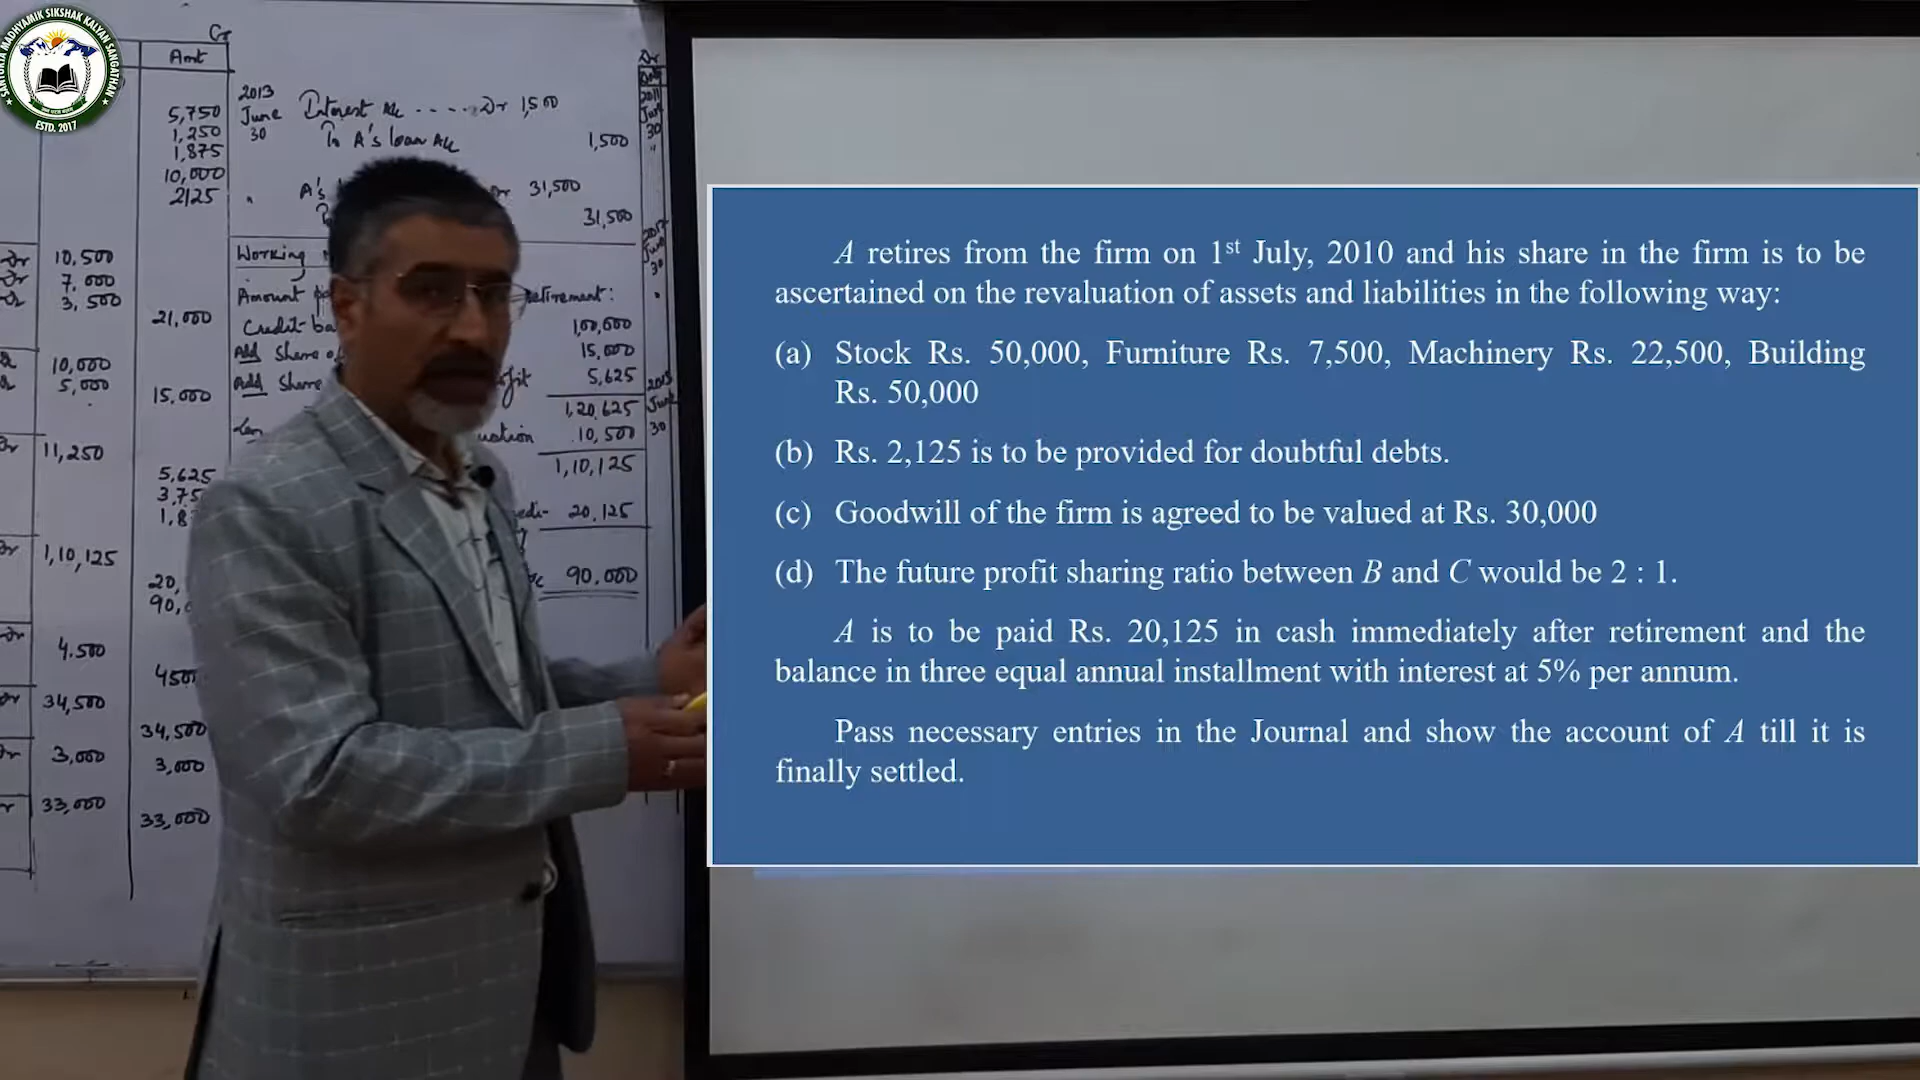 SANYUKTA MADHYAMIK SIKSHAK KALYAN SANGATHAN
ESTD. 2017
Cr
Amt
5,750
1,250
1,875
10,000
2125
10,500
7,000
3,500
21,000
10,000
5,000
15,000
11,250
5,625
1,10,125
4,500
34,500
34,500
3,000
3,000
33,000
33,000
2013
June
30
Interest A/c ----- Dr 1,500
To A's loan A/c
1,500
A's
31,500
31,500
Working
Amount
retirement:
Credit
1,00,000
Add Share of
15,000
Add Share
5,625
1,20,625
10,500
1,10,125
20,125
90,000
Dr
30
30
2013
June
30
A retires from the firm on 1st July, 2010 and his share in the firm is to be
ascertained on the revaluation of assets and liabilities in the following way:
(a) Stock Rs. 50,000, Furniture Rs. 7,500, Machinery Rs. 22,500, Building
Rs. 50,000
(b) Rs. 2,125 is to be provided for doubtful debts.
(c) Goodwill of the firm is agreed to be valued at Rs. 30,000
(d) The future profit sharing ratio between B and C would be 2 : 1.
A is to be paid Rs. 20,125 in cash immediately after retirement and the
balance in three equal annual installment with interest at 5% per annum.
Pass necessary entries in the Journal and show the account of A till it is
finally settled.